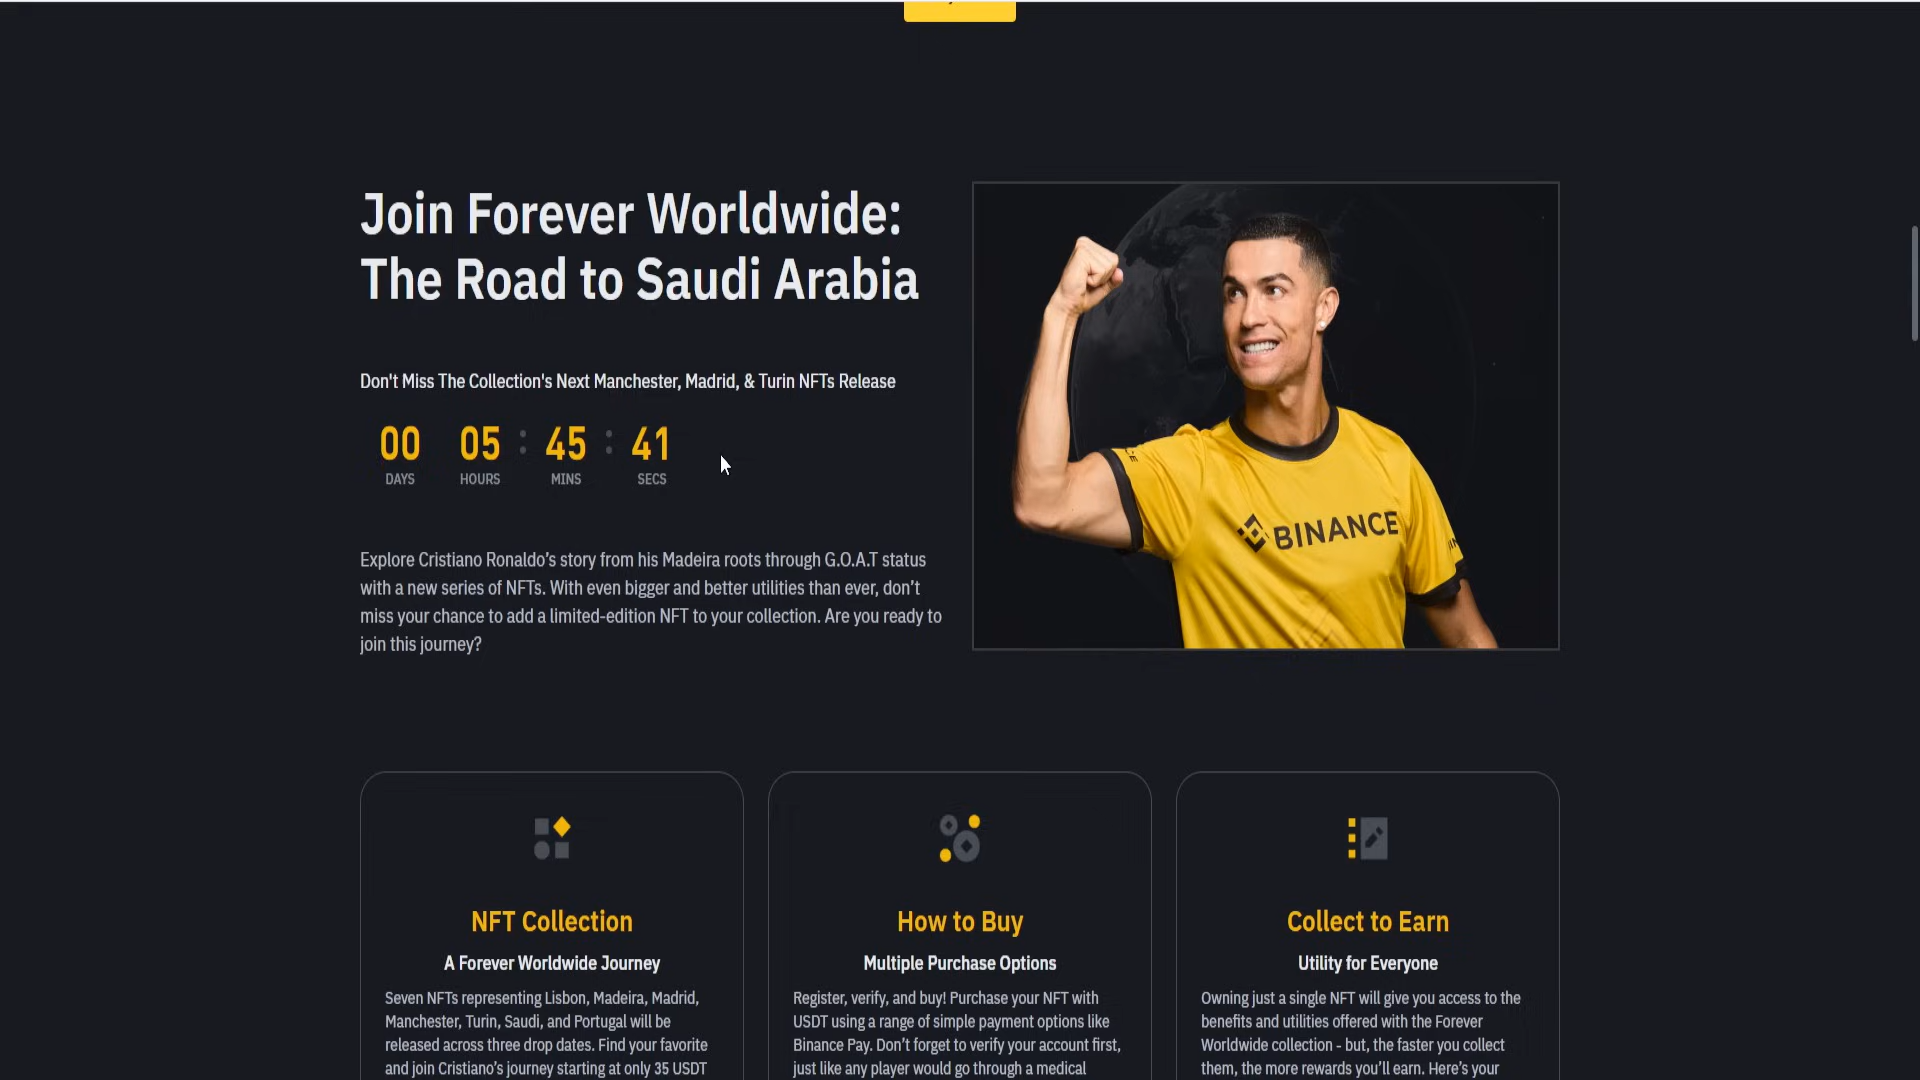 Join Forever Worldwide:
The Road to Saudi Arabia
Don't Miss The Collection's Next Manchester, Madrid, & Turin NFTs Release
00 05 : 45 : 41
DAYS HOURS MINS SECS
Explore Cristiano Ronaldo's story from his Madeira roots through G.O.A.T status
with a new series of NFTs. With even bigger and better utilities than ever, don't
miss your chance to add a limited-edition NFT to your collection. Are you ready to
join this journey?
BINANCE
NFT Collection
A Forever Worldwide Journey
Seven NFTs representing Lisbon, Madeira, Madrid,
Manchester, Turin, Saudi, and Portugal will be
released across three drop dates. Find your favorite
and join Cristiano's journey starting at only 35 USDT
How to Buy
Multiple Purchase Options
Register, verify, and buy! Purchase your NFT with
USDT using a range of simple payment options like
Binance Pay. Don't forget to verify your account first,
just like any player would go through a medical
Collect to Earn
Utility for Everyone
Owning just a single NFT will give you access to the
benefits and utilities offered with the Forever
Worldwide collection - but, the faster you collect
them, the more rewards you'll earn. Here's your